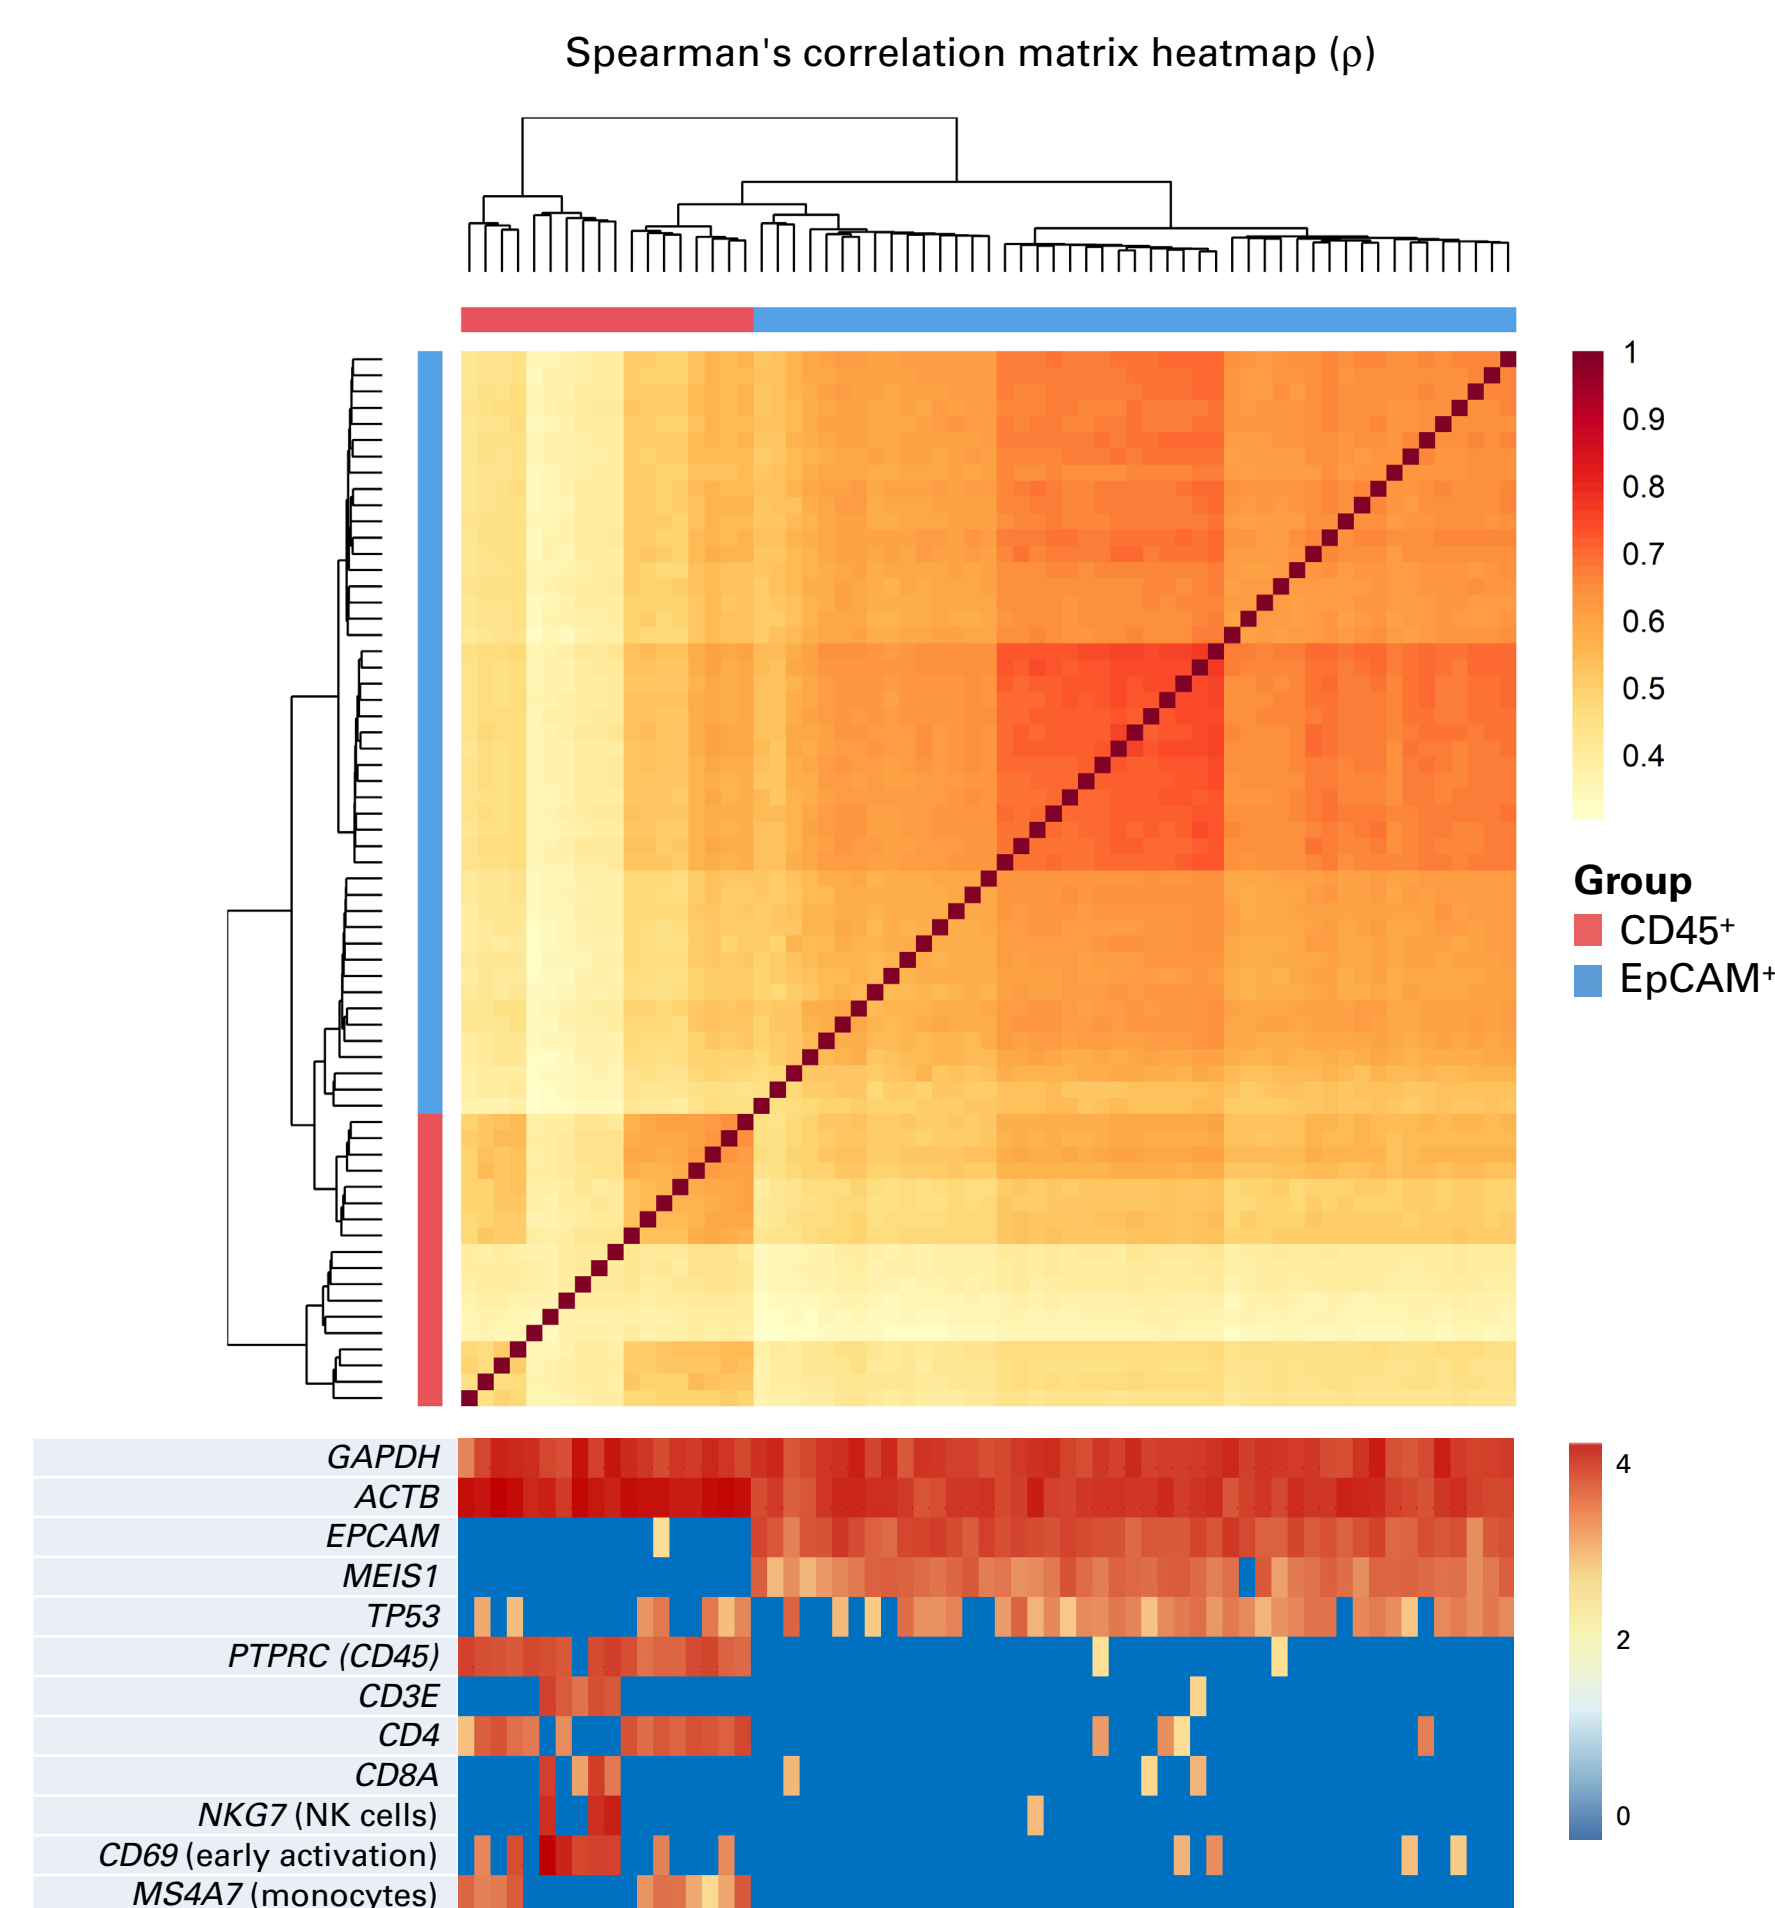 Spearman's correlation matrix heatmap (ρ)
1
0.9
0.8
0.7
0.6
0.5
0.4
Group
CD45⁺
EpCAM⁺
GAPDH
ACTB
EPCAM
MEIS1
TP53
PTPRC (CD45)
CD3E
CD4
CD8A
NKG7 (NK cells)
CD69 (early activation)
MS4A7 (monocytes)
4
2
0